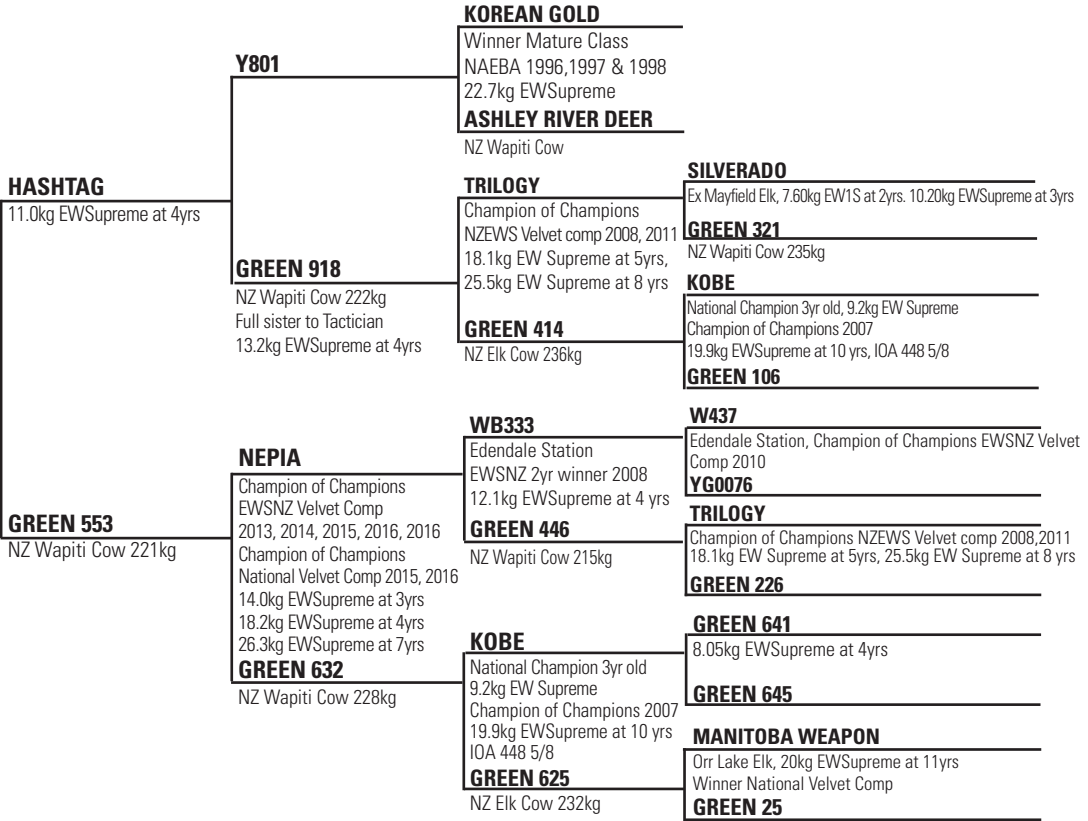 HASHTAG
11.0kg EWSupreme at 4yrs
GREEN 553
NZ Wapiti Cow 221kg
Y801
GREEN 918
NZ Wapiti Cow 222kg
Full sister to Tactician
13.2kg EWSupreme at 4yrs
NEPIA
Champion of Champions
EWSNZ Velvet Comp
2013, 2014, 2015, 2016, 2016
Champion of Champions
National Velvet Comp 2015, 2016
14.0kg EWSupreme at 3yrs
18.2kg EWSupreme at 4yrs
26.3kg EWSupreme at 7yrs
GREEN 632
NZ Wapiti Cow 228kg
KOREAN GOLD
Winner Mature Class
NAEBA 1996,1997 & 1998
22.7kg EWSupreme
ASHLEY RIVER DEER
NZ Wapiti Cow
TRILOGY
Champion of Champions
NZEWS Velvet comp 2008, 2011
18.1kg EW Supreme at 5yrs,
25.5kg EW Supreme at 8 yrs
GREEN 414
NZ Elk Cow 236kg
WB333
Edendale Station
EWSNZ 2yr winner 2008
12.1kg EWSupreme at 4 yrs
GREEN 446
NZ Wapiti Cow 215kg
KOBE
National Champion 3yr old
9.2kg EW Supreme
Champion of Champions 2007
19.9kg EWSupreme at 10 yrs
IOA 448 5/8
GREEN 625
NZ Elk Cow 232kg
SILVERADO
Ex Mayfield Elk, 7.60kg EW1S at 2yrs. 10.20kg EWSupreme at 3yrs
GREEN 321
NZ Wapiti Cow 235kg
KOBE
National Champion 3yr old, 9.2kg EW Supreme
Champion of Champions 2007
19.9kg EWSupreme at 10 yrs, IOA 448 5/8
GREEN 106
W437
Edendale Station, Champion of Champions EWSNZ Velvet
Comp 2010
YG0076
TRILOGY
Champion of Champions NZEWS Velvet comp 2008,2011
18.1kg EW Supreme at 5yrs, 25.5kg EW Supreme at 8 yrs
GREEN 226
GREEN 641
8.05kg EWSupreme at 4yrs
GREEN 645
MANITOBA WEAPON
Orr Lake Elk, 20kg EWSupreme at 11yrs
Winner National Velvet Comp
GREEN 25